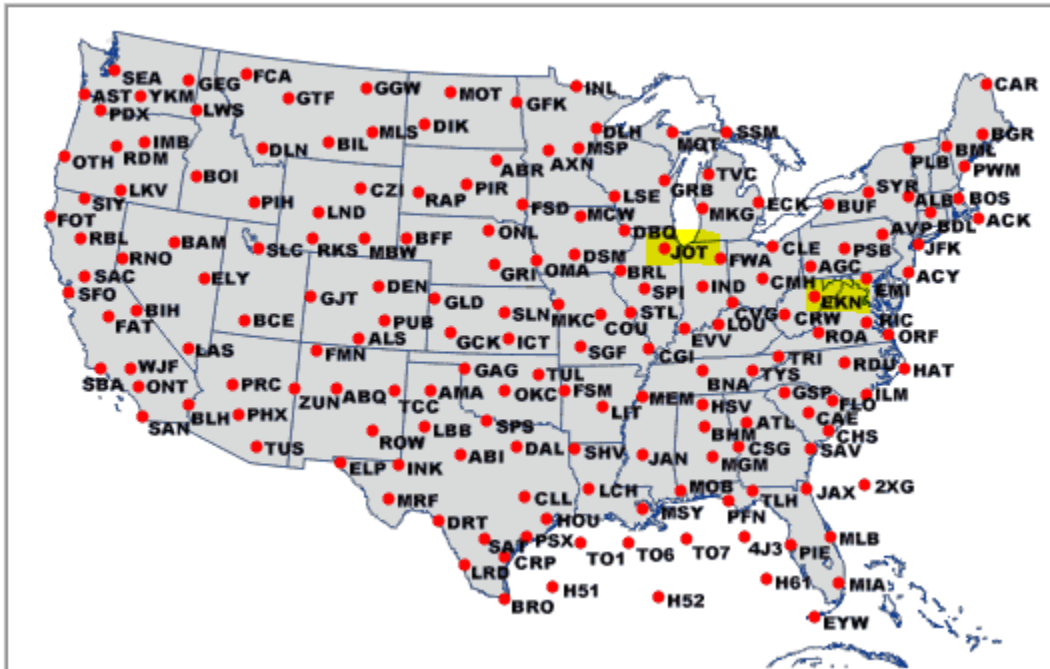 SEA
GEG
FCA
GGW
MOT
GFK
INL
CAR
AST
YKM
GTF
PDX
LWS
DIK
DLH
MQT
SSM
BGR
OTH
IMB
RDM
DLN
BIL
MLS
ABR
AXN
MSP
PLB
BML
PWM
BOI
PIH
CZI
RAP
PIR
LSE
GRB
TVC
SYR
LKV
SIY
LND
FSD
MCW
MKG
ECK
BUF
ALB
BOS
FOT
RBL
BAM
SLC
RKS
MBW
BFF
ONL
DBQ
AVP
BDL
ACK
RNO
JOT
FWA
CLE
PSB
JFK
SAC
ELY
GRI
OMA
DSM
BRL
AGC
ACY
SFO
GJT
DEN
GLD
SPI
IND
CMH
EMI
EKN
FAT
BIH
BCE
PUB
SLN
MKC
COU
STL
CVG
CRW
RIC
ORF
LAS
FMN
ALS
GCK
ICT
SGF
CGI
EVV
LOU
ROA
SBA
WJF
ONT
PRC
ZUN
ABQ
TCC
AMA
GAG
TUL
OKC
FSM
BNA
TYS
TRI
RDU
HAT
SAN
BLH
PHX
LBB
SPS
LIT
MEM
HSV
ATL
GSP
FLO
CAE
ILM
TUS
ROW
ABI
DAL
SHV
JAN
BHM
MGM
CSG
CHS
SAV
ELP
INK
MRF
CLL
LCH
MSY
MOB
PFN
TLH
JAX
2XG
DRT
HOU
SAT
PSX
TO1
TO6
TO7
4J3
PIE
MLB
LRD
CRP
BRO
H51
H52
H61
MIA
EYW